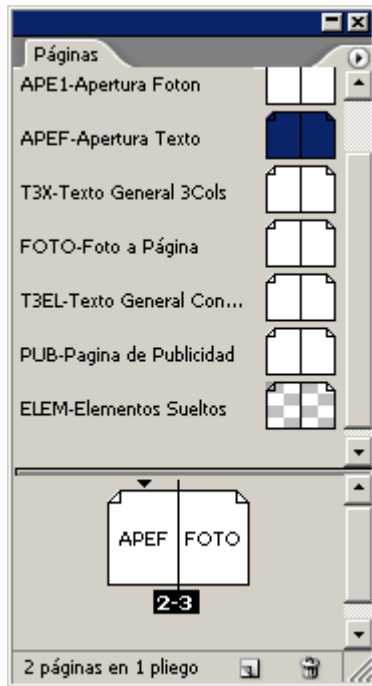 Páginas
APE1-Apertura Foton
APEF-Apertura Texto
T3X-Texto General 3Cols
FOTO-Foto a Página
T3EL-Texto General Con...
PUB-Pagina de Publicidad
ELEM-Elementos Sueltos
APEF FOTO
2-3
2 páginas en 1 pliego